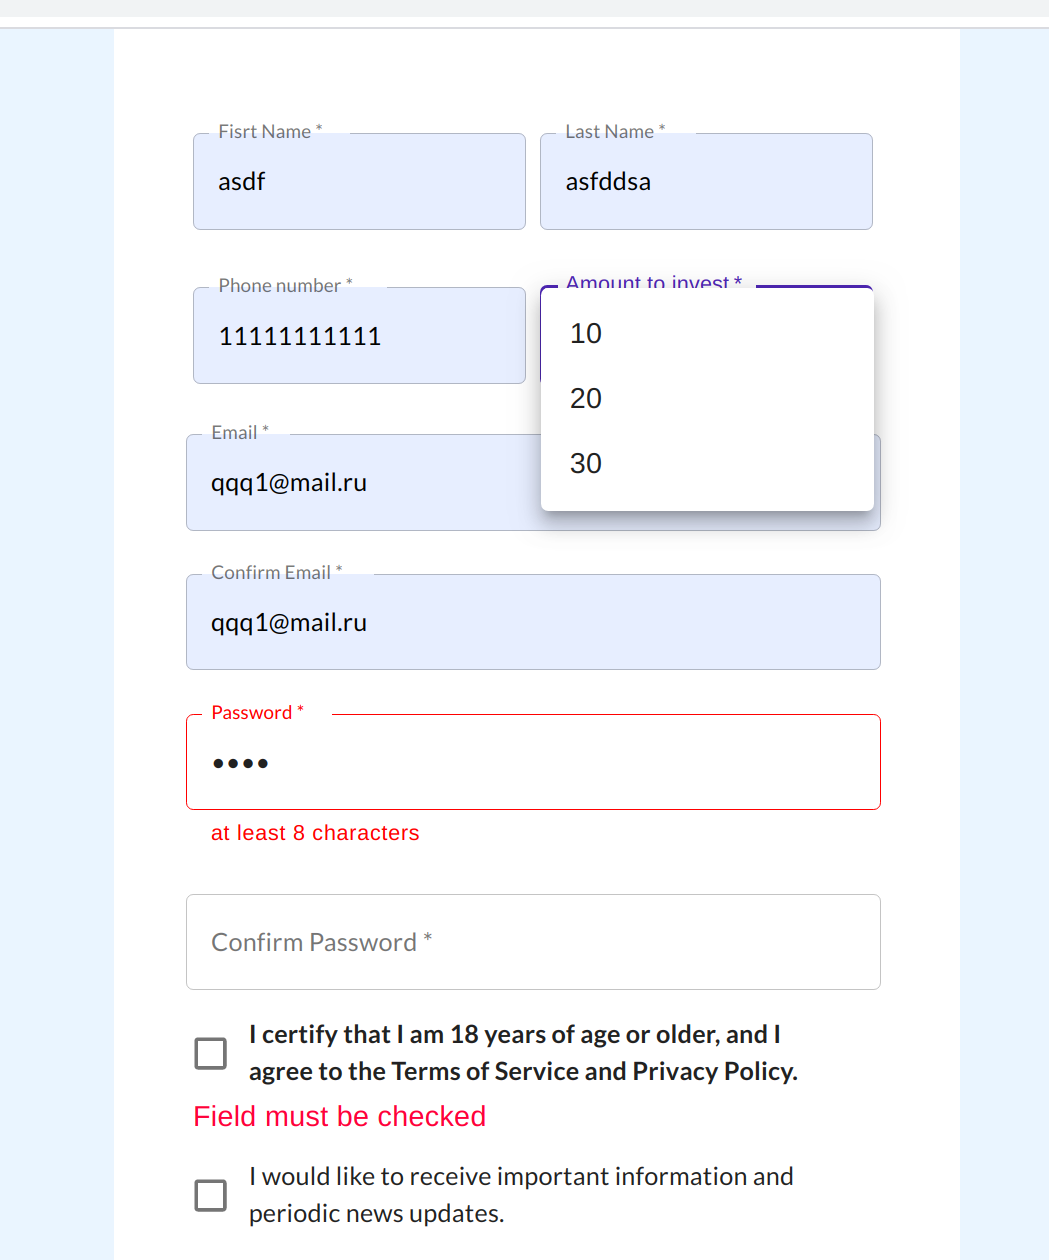 Fisrt Name *
Last Name *
asdf
asfddsa
Phone number *
Amount to invest *
11111111111
10
20
30
Email *
qqq1@mail.ru
Confirm Email *
qqq1@mail.ru
Password *
••••
at least 8 characters
Confirm Password *
I certify that I am 18 years of age or older, and I
agree to the Terms of Service and Privacy Policy.
Field must be checked
I would like to receive important information and
periodic news updates.